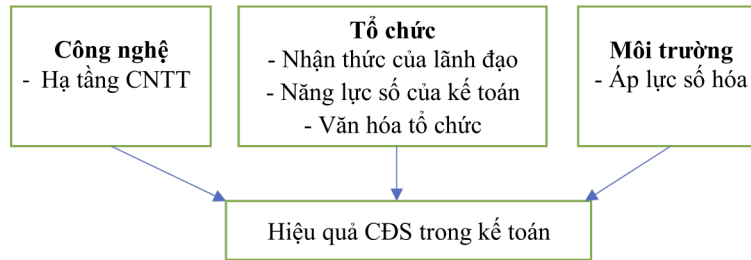 Công nghệ
- Hạ tầng CNTT
Tổ chức
- Nhận thức của lãnh đạo
- Năng lực số của kế toán
- Văn hóa tổ chức
Môi trường
- Áp lực số hóa
Hiệu quả CĐS trong kế toán